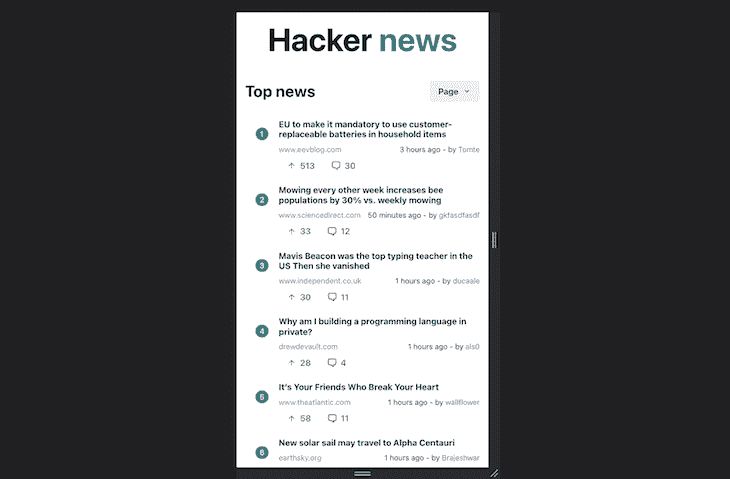 Hacker news
Top news
Page
1
EU to make it mandatory to use customer-
replaceable batteries in household items
www.eevblog.com 3 hours ago - by Tomte
513 30
2
Mowing every other week increases bee
populations by 30% vs. weekly mowing
www.sciencedirect.com 50 minutes ago - by gkfasdfasdf
33 12
3
Mavis Beacon was the top typing teacher in the
US Then she vanished
www.independent.co.uk 1 hours ago - by ducaale
30 11
4
Why am I building a programming language in
private?
drewdevault.com 1 hours ago - by als0
28 4
5
It's Your Friends Who Break Your Heart
www.theatlantic.com 1 hours ago - by wallflower
58 11
6
New solar sail may travel to Alpha Centauri
earthsky.org 1 hours ago - by Brajeshwar